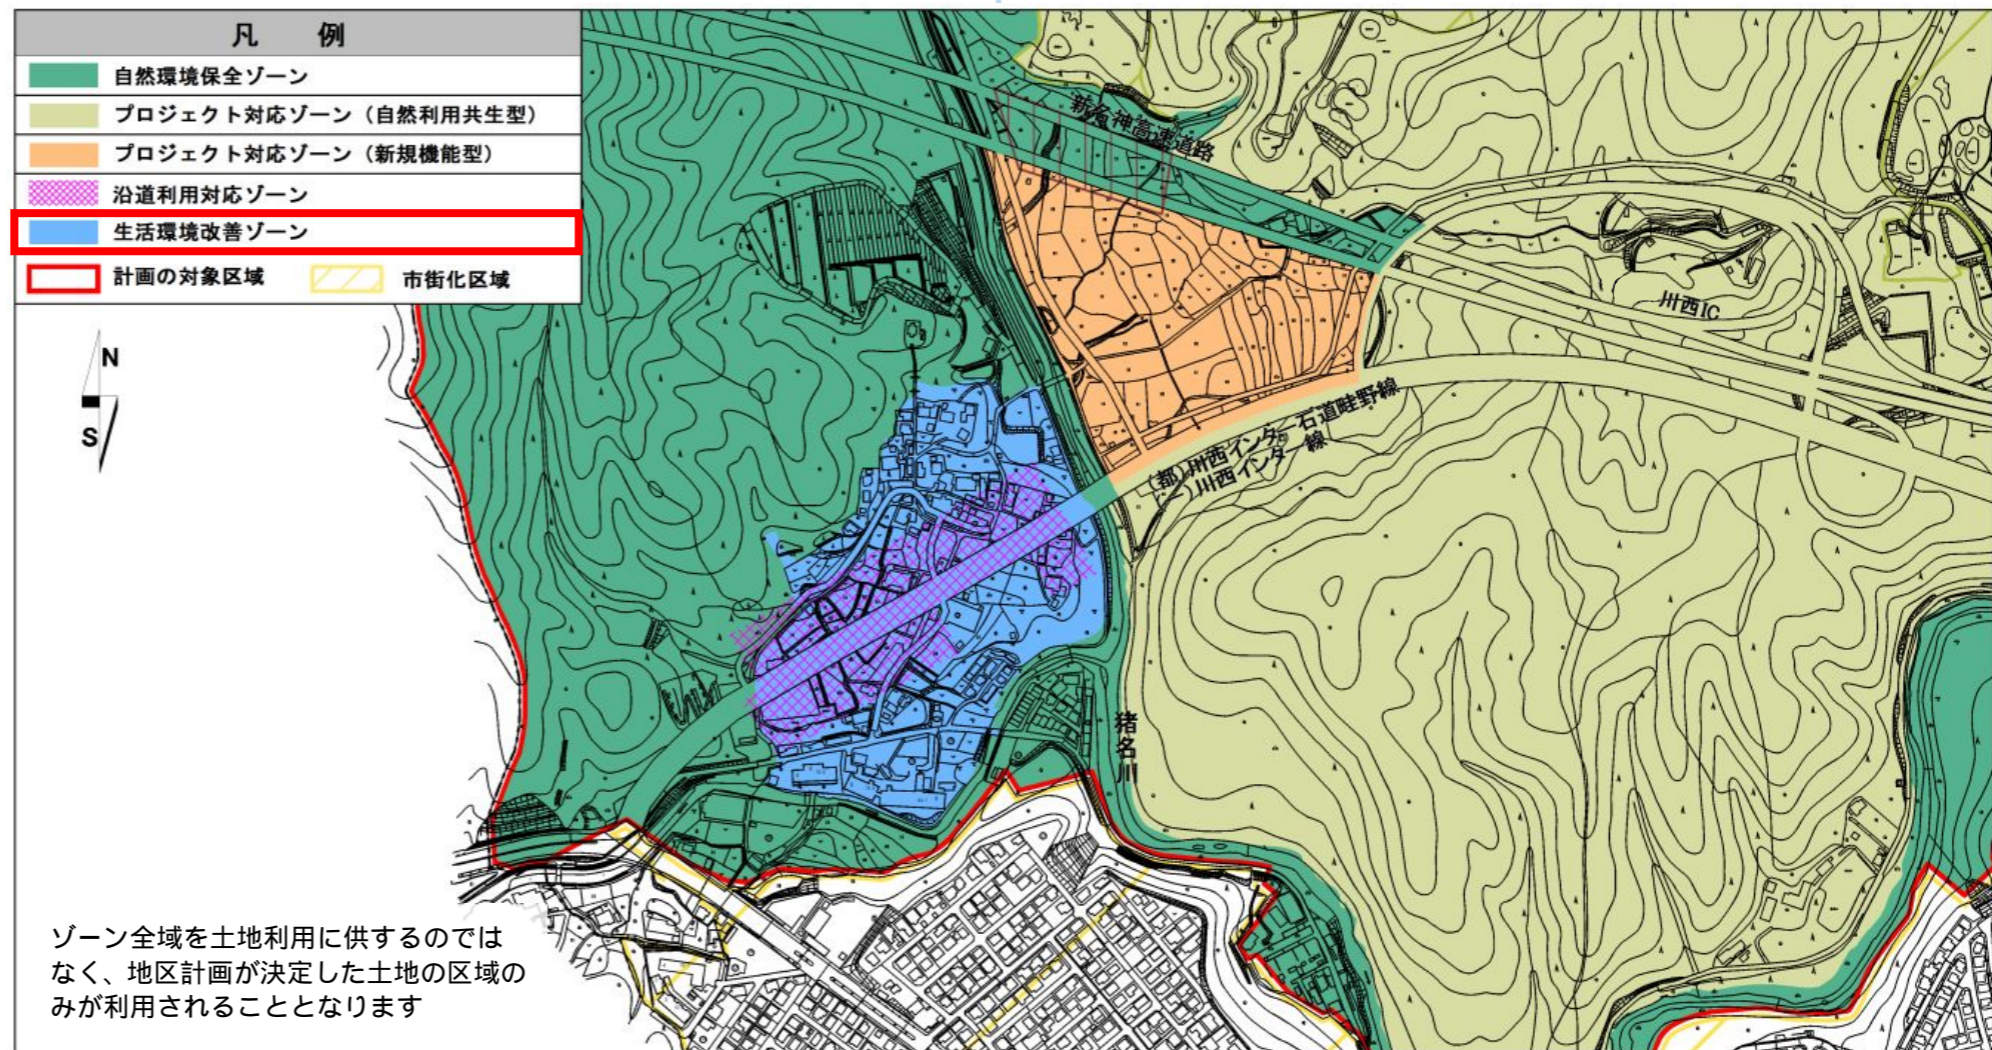 凡 例
自然環境保全ゾーン
プロジェクト対応ゾーン（自然利用共生型）
プロジェクト対応ゾーン（新規機能型）
沿道利用対応ゾーン
生活環境改善ゾーン
計画の対象区域 市街化区域
N
S
新名神高速道路
川西IC
（都）川西インター石道畦野線
（一）川西インター線
猪名川
ゾーン全域を土地利用に供するのでは
なく、地区計画が決定した土地の区域の
みが利用されることとなります